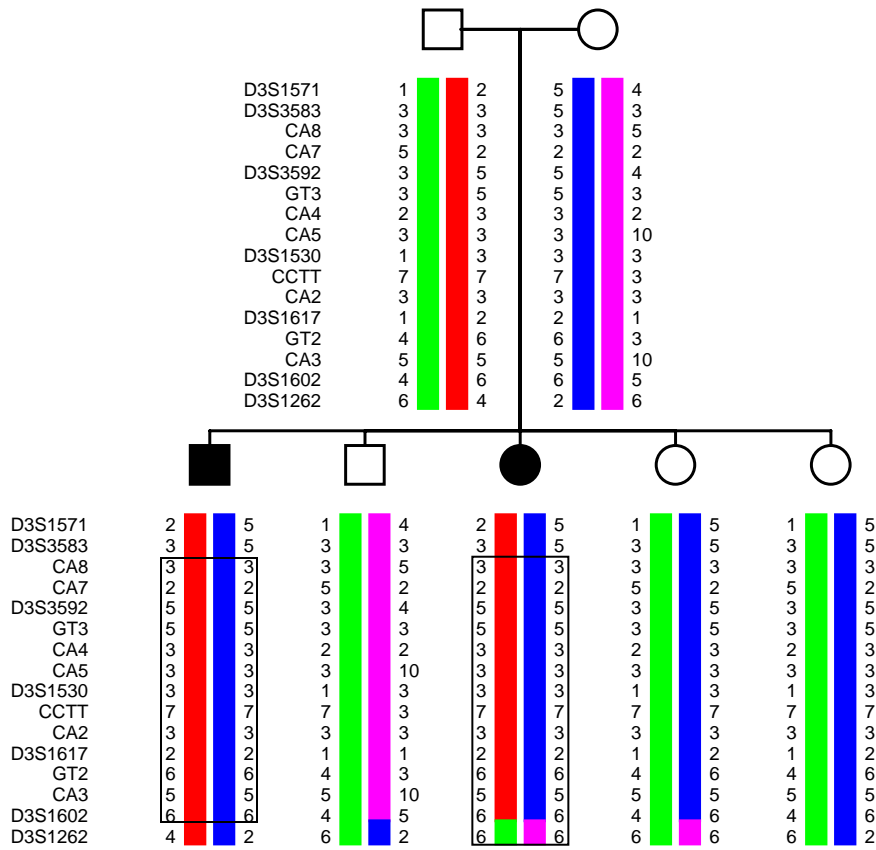 D3S1571 1 2 5 4
D3S3583 3 3 5 3
CA8 3 3 3 5
CA7 5 2 2 2
D3S3592 3 5 5 4
GT3 3 5 5 3
CA4 2 3 3 2
CA5 3 3 3 10
D3S1530 1 3 3 3
CCTT 7 7 7 3
CA2 3 3 3 3
D3S1617 1 2 2 1
GT2 4 6 6 3
CA3 5 5 5 10
D3S1602 4 6 6 5
D3S1262 6 4 2 6
D3S1571 2 5 1 4 2 5 1 5 1 5
D3S3583 3 5 3 3 3 5 3 5 3 5
CA8 3 3 3 5 3 3 3 3 3 3
CA7 2 2 5 2 2 2 5 2 5 2
D3S3592 5 5 3 4 5 5 3 5 3 5
GT3 5 5 3 3 5 5 3 5 3 5
CA4 3 3 2 2 3 3 2 3 2 3
CA5 3 3 3 10 3 3 3 3 3 3
D3S1530 3 3 1 3 3 3 1 3 1 3
CCTT 7 7 7 3 7 7 7 7 7 7
CA2 3 3 3 3 3 3 3 3 3 3
D3S1617 2 2 1 1 2 2 1 2 1 2
GT2 6 6 4 3 6 6 4 6 4 6
CA3 5 5 5 10 5 5 5 5 5 5
D3S1602 6 6 4 5 6 6 4 6 4 6
D3S1262 4 2 6 2 6 6 6 6 6 2